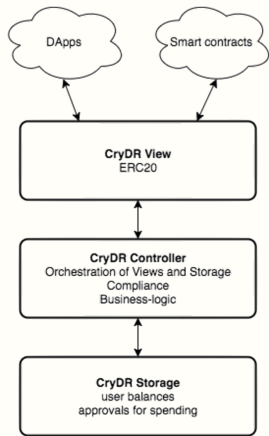 DApps
Smart contracts
CryDR View
ERC20
CryDR Controller
Orchestration of Views and Storage
Compliance
Business-logic
CryDR Storage
user balances
approvals for spending